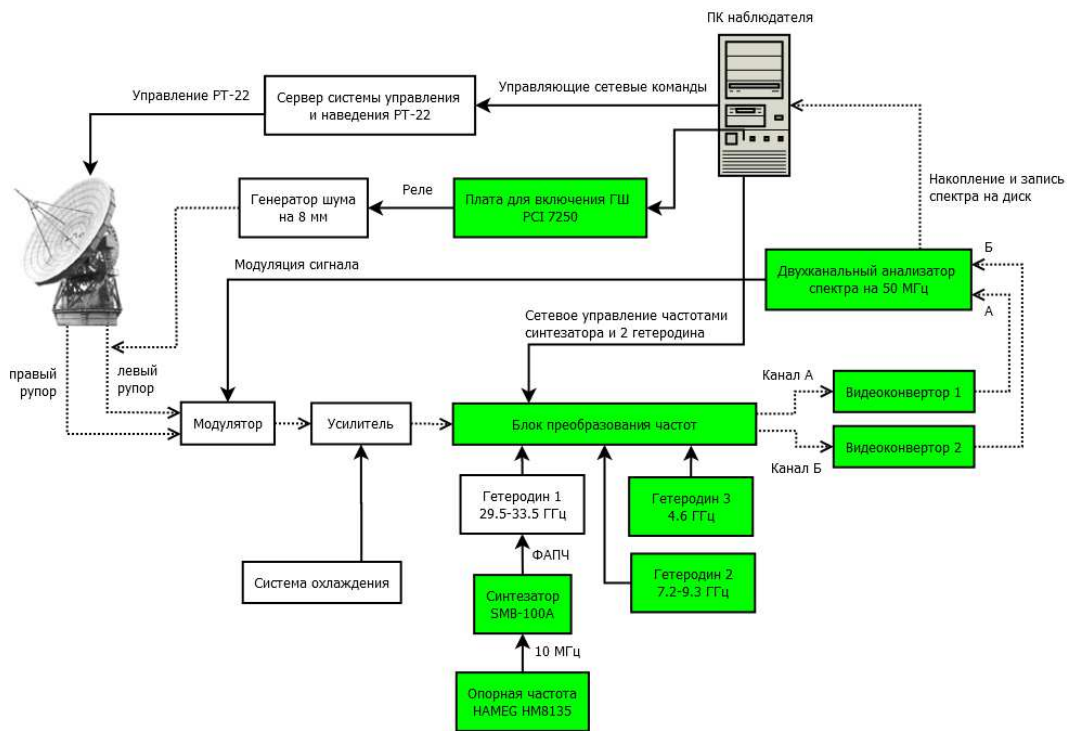 ПК наблюдателя
Управление РТ-22
Сервер системы управления
и наведения РТ-22
Управляющие сетевые команды
Накопление и запись
спектра на диск
Генератор шума
на 8 мм
Реле
Плата для включения ГШ
PCI 7250
Модуляция сигнала
Двухканальный анализатор
спектра на 50 МГц
Б
А
Сетевое управление частотами
синтезатора и 2 гетеродина
правый
рупор
левый
рупор
Модулятор
Усилитель
Блок преобразования частот
Канал А
Видеоконвертор 1
Видеоконвертор 2
Канал Б
Гетеродин 1
29.5-33.5 ГГц
Гетеродин 3
4.6 ГГц
ФАПЧ
Гетеродин 2
7.2-9.3 ГГц
Система охлаждения
Синтезатор
SMB-100A
10 МГц
Опорная частота
HAMEG HM8135